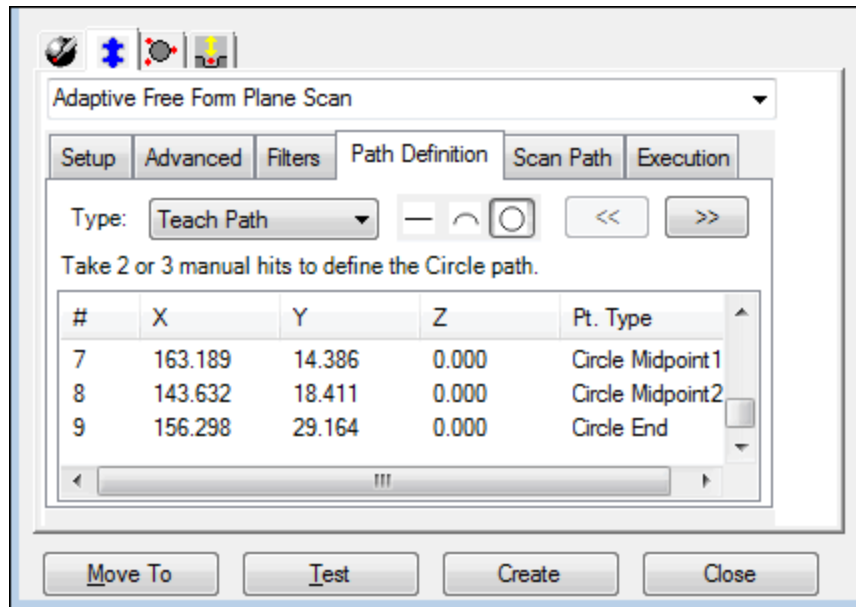 Adaptive Free Form Plane Scan
Setup Advanced Filters Path Definition Scan Path Execution
Type: Teach Path << >>
Take 2 or 3 manual hits to define the Circle path.
# X Y Z Pt. Type
7 163.189 14.386 0.000 Circle Midpoint1
8 143.632 18.411 0.000 Circle Midpoint2
9 156.298 29.164 0.000 Circle End
Move To Test Create Close